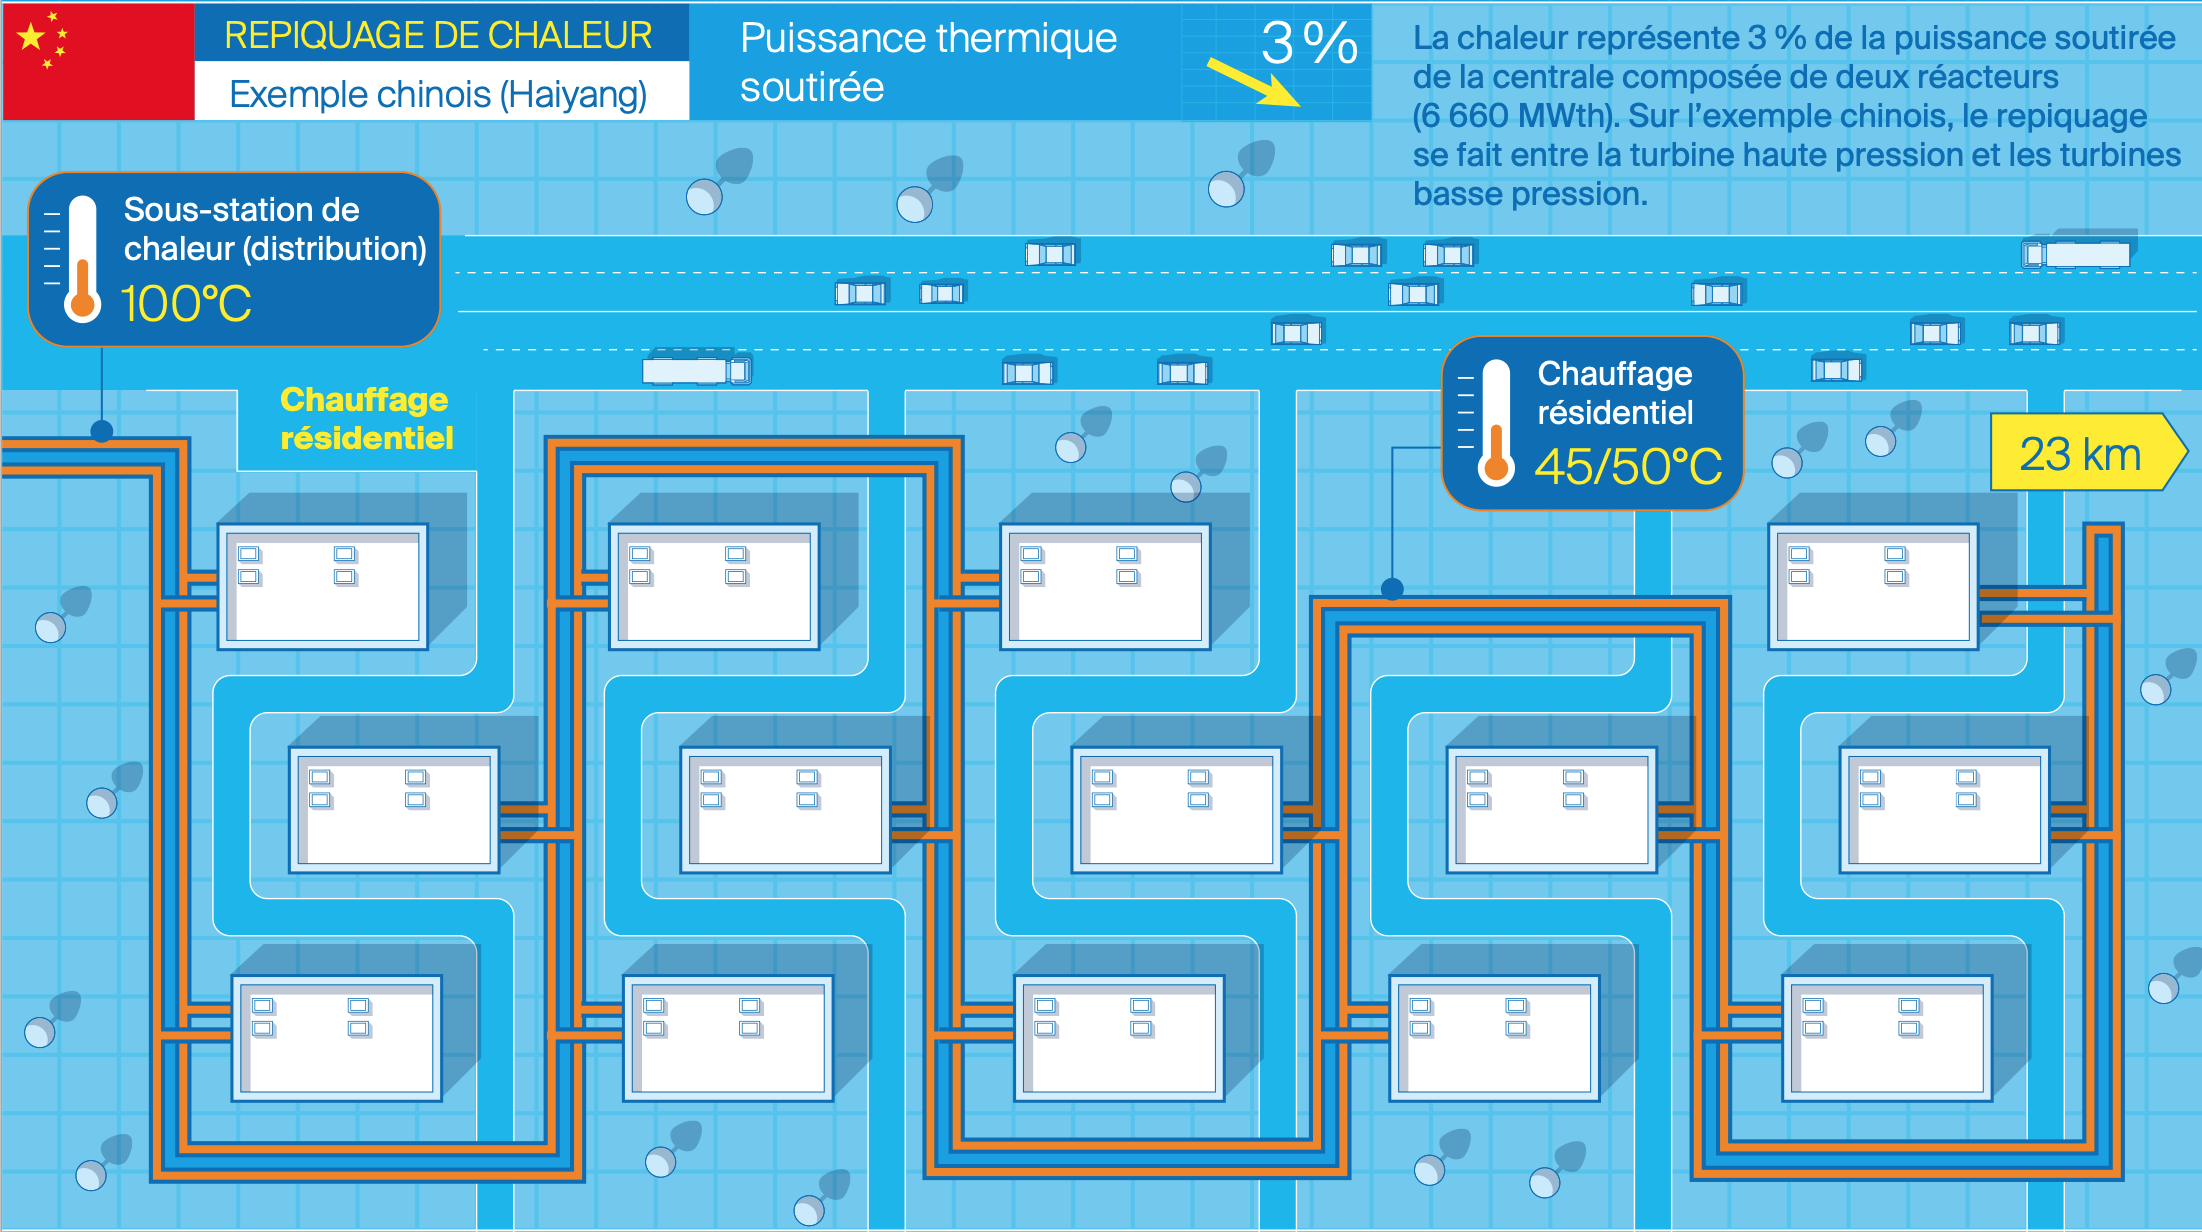 REPIQUAGE DE CHALEUR
Exemple chinois (Haiyang)
Puissance thermique
soutirée
3 %
La chaleur représente 3 % de la puissance soutirée
de la centrale composée de deux réacteurs
(6 660 MWth). Sur l'exemple chinois, le repiquage
se fait entre la turbine haute pression et les turbines
basse pression.
Sous-station de
chaleur (distribution)
100°C
Chauffage
résidentiel
Chauffage
résidentiel
45/50°C
23 km